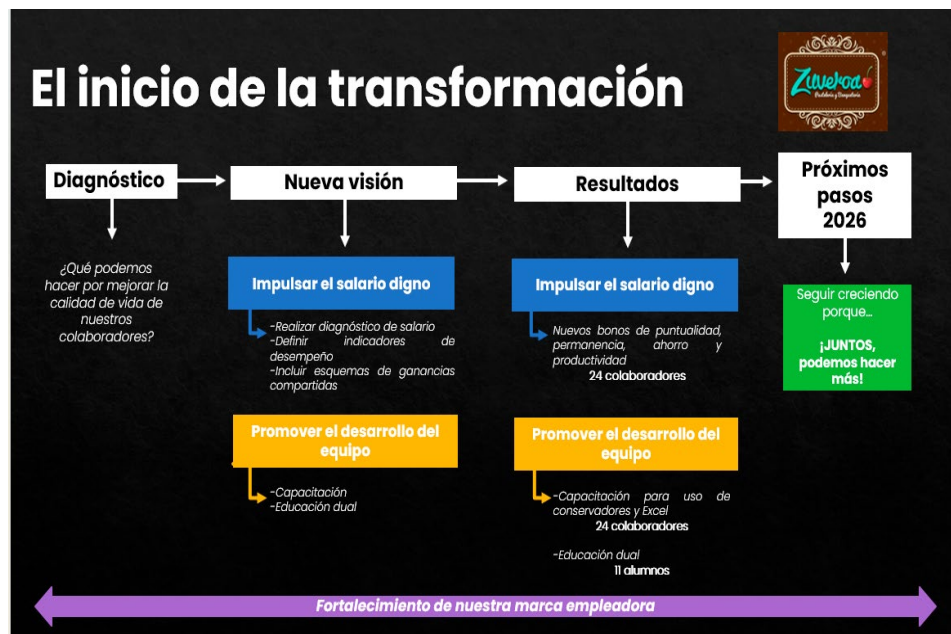 El inicio de la transformación
Zuveroa
Diagnóstico
Nueva visión
Resultados
Próximos
pasos
2026
¿Qué podemos
hacer por mejorar la
calidad de vida de
nuestros
colaboradores?
Impulsar el salario digno
-Realizar diagnóstico de salario
-Definir indicadores de
desempeño
-Incluir esquemas de ganancias
compartidas
Promover el desarrollo del
equipo
-Capacitación
-Educación dual
Impulsar el salario digno
Nuevos bonos de puntualidad,
permanencia, ahorro y
productividad
24 colaboradores
Promover el desarrollo del
equipo
-Capacitación para uso de
conservadores y Excel
24 colaboradores
-Educación dual
11 alumnos
Seguir creciendo
porque...
¡JUNTOS,
podemos hacer
más!
Fortalecimiento de nuestra marca empleadora